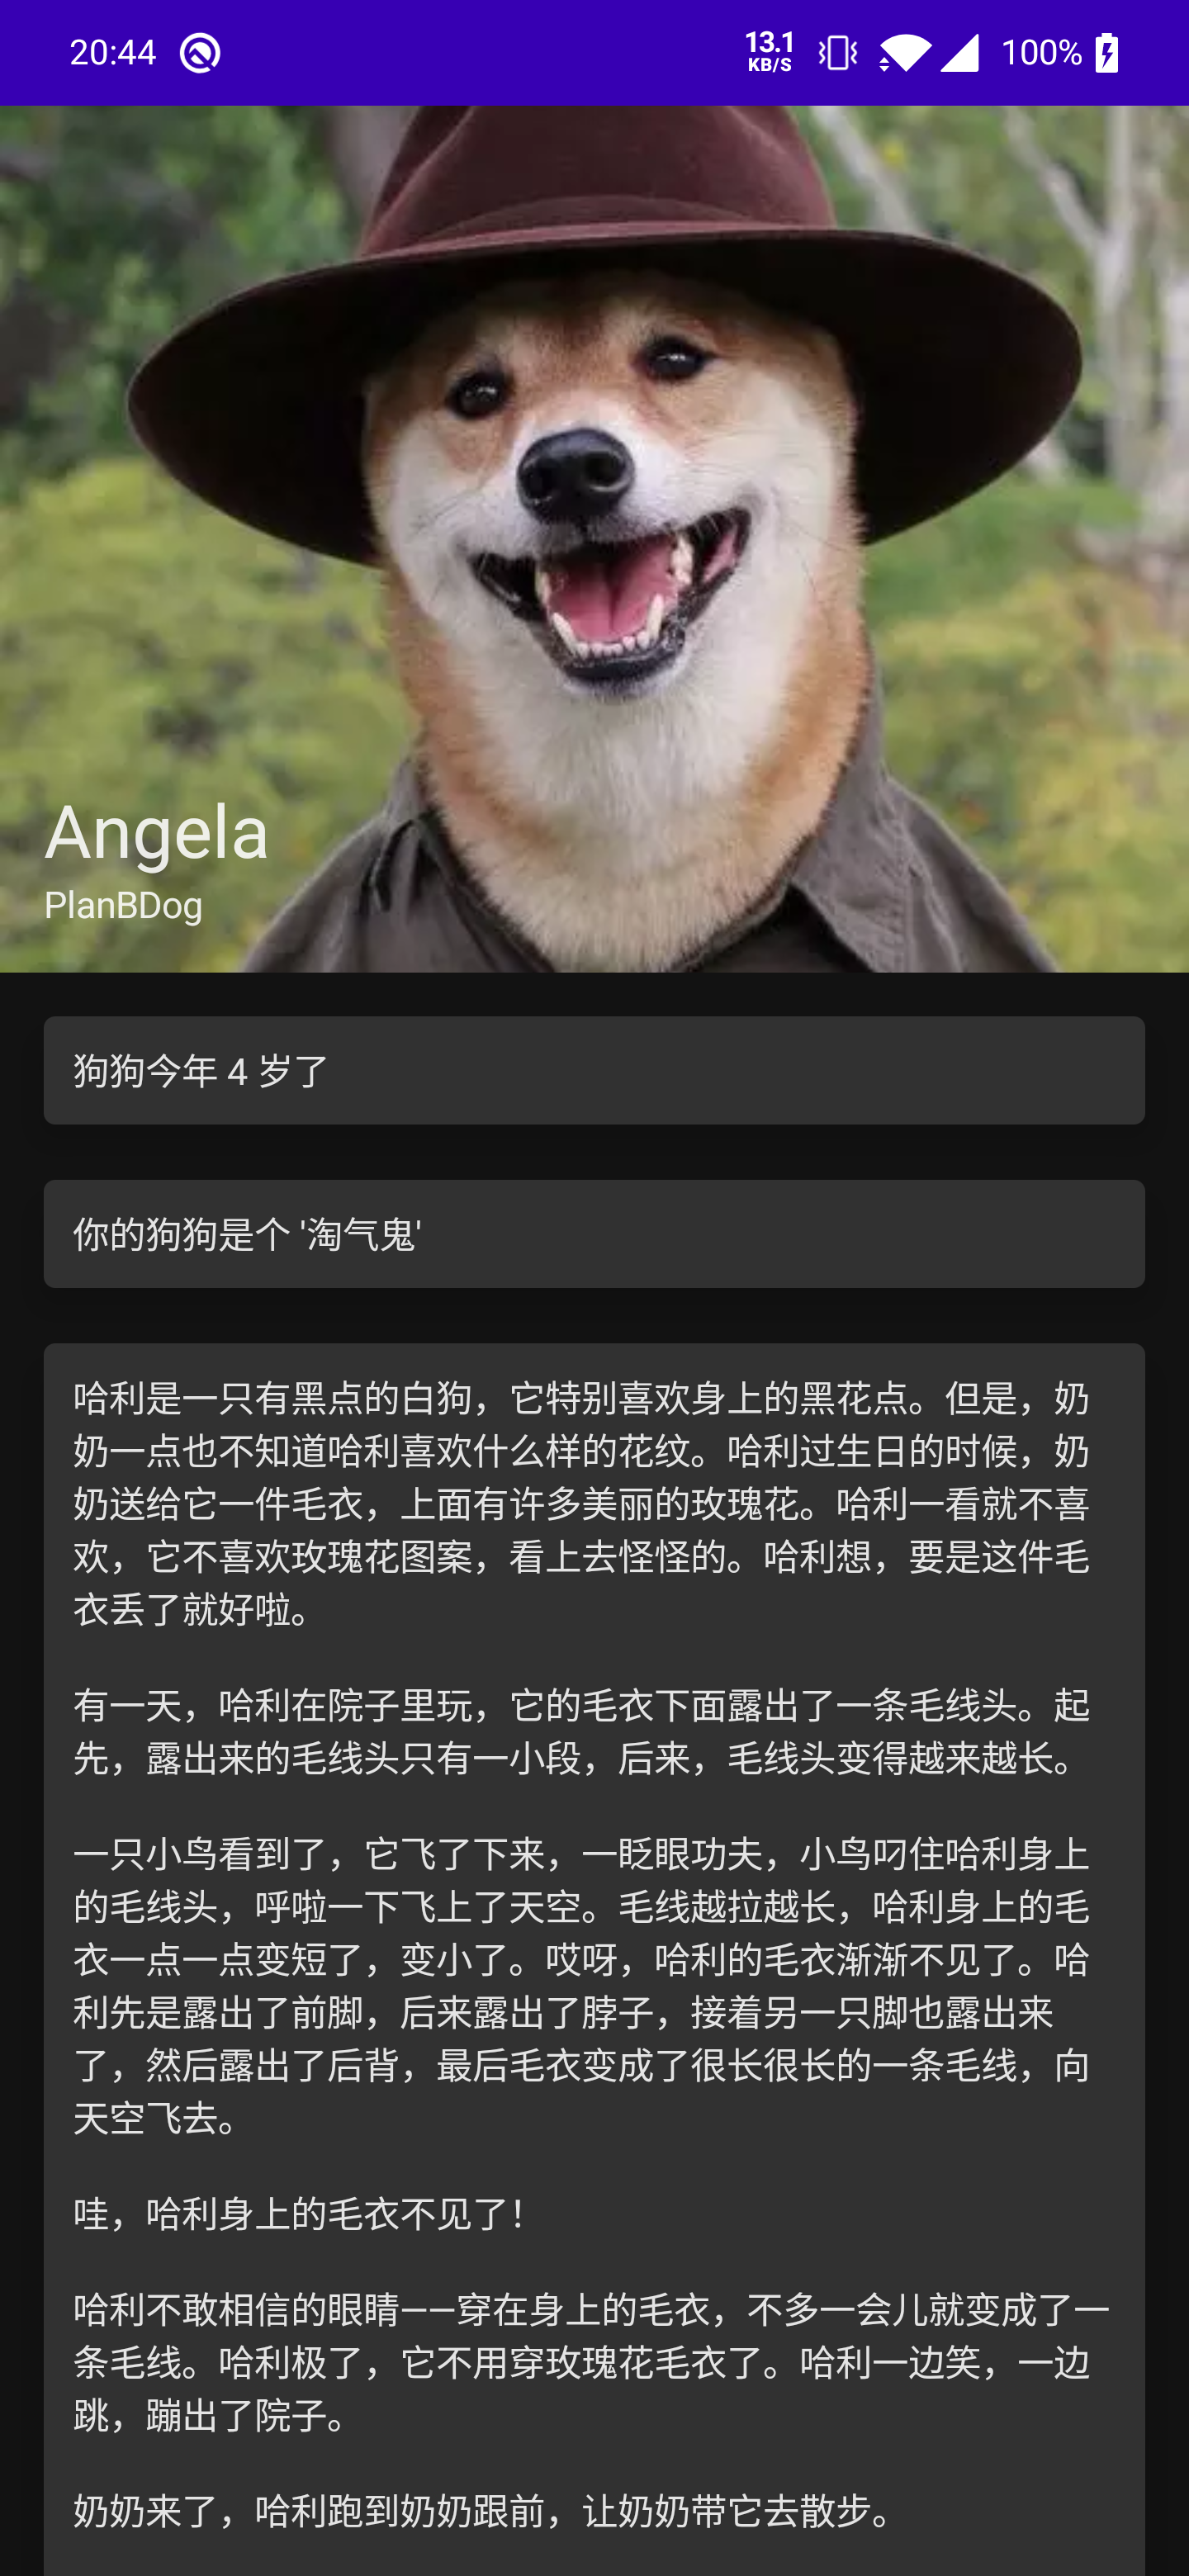 20:44
13.1
KB/S
100%
Angela
PlanBDog
狗狗今年 4 岁了
你的狗狗是个 '淘气鬼'
哈利是一只有黑点的白狗，它特别喜欢身上的黑花点。但是，奶
奶一点也不知道哈利喜欢什么样的花纹。哈利过生日的时候，奶
奶送给它一件毛衣，上面有许多美丽的玫瑰花。哈利一看就不喜
欢，它不喜欢玫瑰花图案，看上去怪怪的。哈利想，要是这件毛
衣丢了就好啦。
有一天，哈利在院子里玩，它的毛衣下面露出了一条毛线头。起
先，露出来的毛线头只有一小段，后来，毛线头变得越来越长。
一只小鸟看到了，它飞了下来，一眨眼功夫，小鸟叼住哈利身上
的毛线头，呼啦一下飞上了天空。毛线越拉越长，哈利身上的毛
衣一点一点变短了，变小了。哎呀，哈利的毛衣渐渐不见了。哈
利先是露出了前脚，后来露出了脖子，接着另一只脚也露出来
了，然后露出了后背，最后毛衣变成了很长很长的一条毛线，向
天空飞去。
哇，哈利身上的毛衣不见了！
哈利不敢相信的眼睛——穿在身上的毛衣，不多一会儿就变成了一
条毛线。哈利极了，它不用穿玫瑰花毛衣了。哈利一边笑，一边
跳，蹦出了院子。
奶奶来了，哈利跑到奶奶跟前，让奶奶带它去散步。